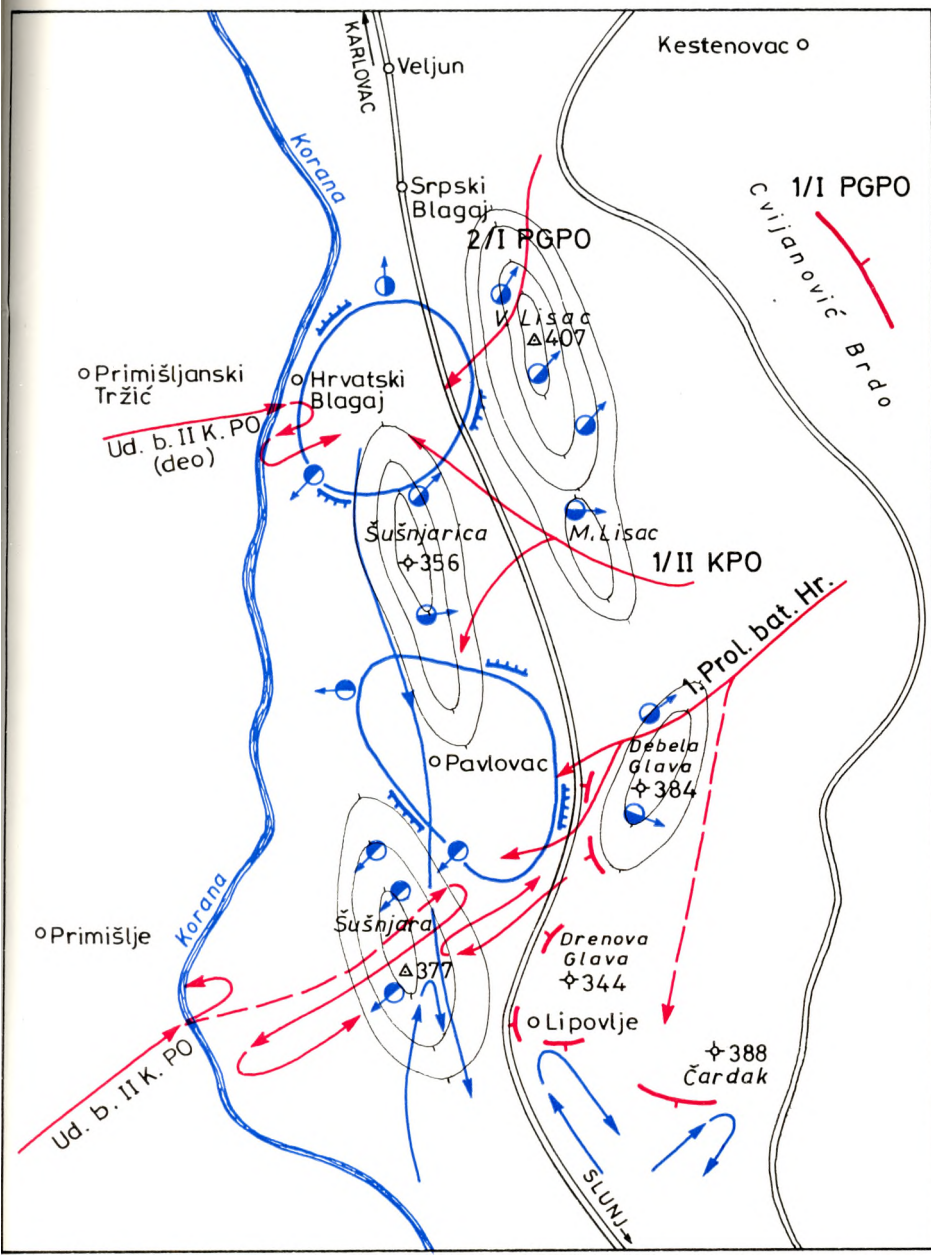 Kestenovac
KARLOVAC
Veljun
Korana
Srpski
Blagaj
1/I PGPO
Cvijanović Brdo
2/I PGPO
V. Lisac
407
Primišljanski
Tržić
Hrvatski
Blagaj
Ud. b. II K. PO
(deo)
Šušnjarica
356
M. Lisac
1/II KPO
1. Prol. bat. Hr.
Pavlovac
Debela
Glava
384
Korana
Primišlje
Šušnjara
377
Drenova
Glava
344
Lipovlje
388
Čardak
Ud. b. II K. PO
SLUNJ